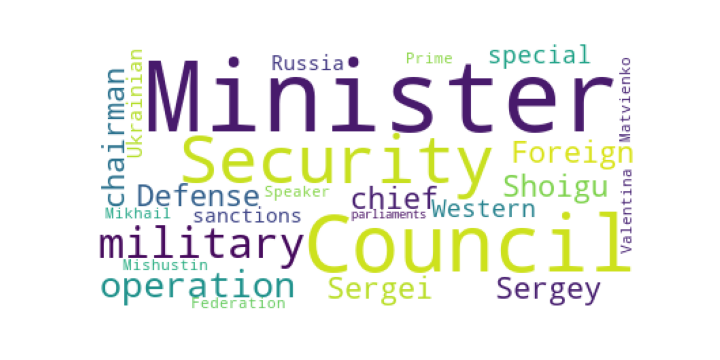 Prime
special
Russia
Minister
Ukrainian
chairman
Matvienko
Security
Foreign
Shoigu
Defense
Speaker
chief
Western
Valentina
Mikhail
sanctions
parliaments
Council
military
Mishustin
operation
Sergei
Sergey
Federation